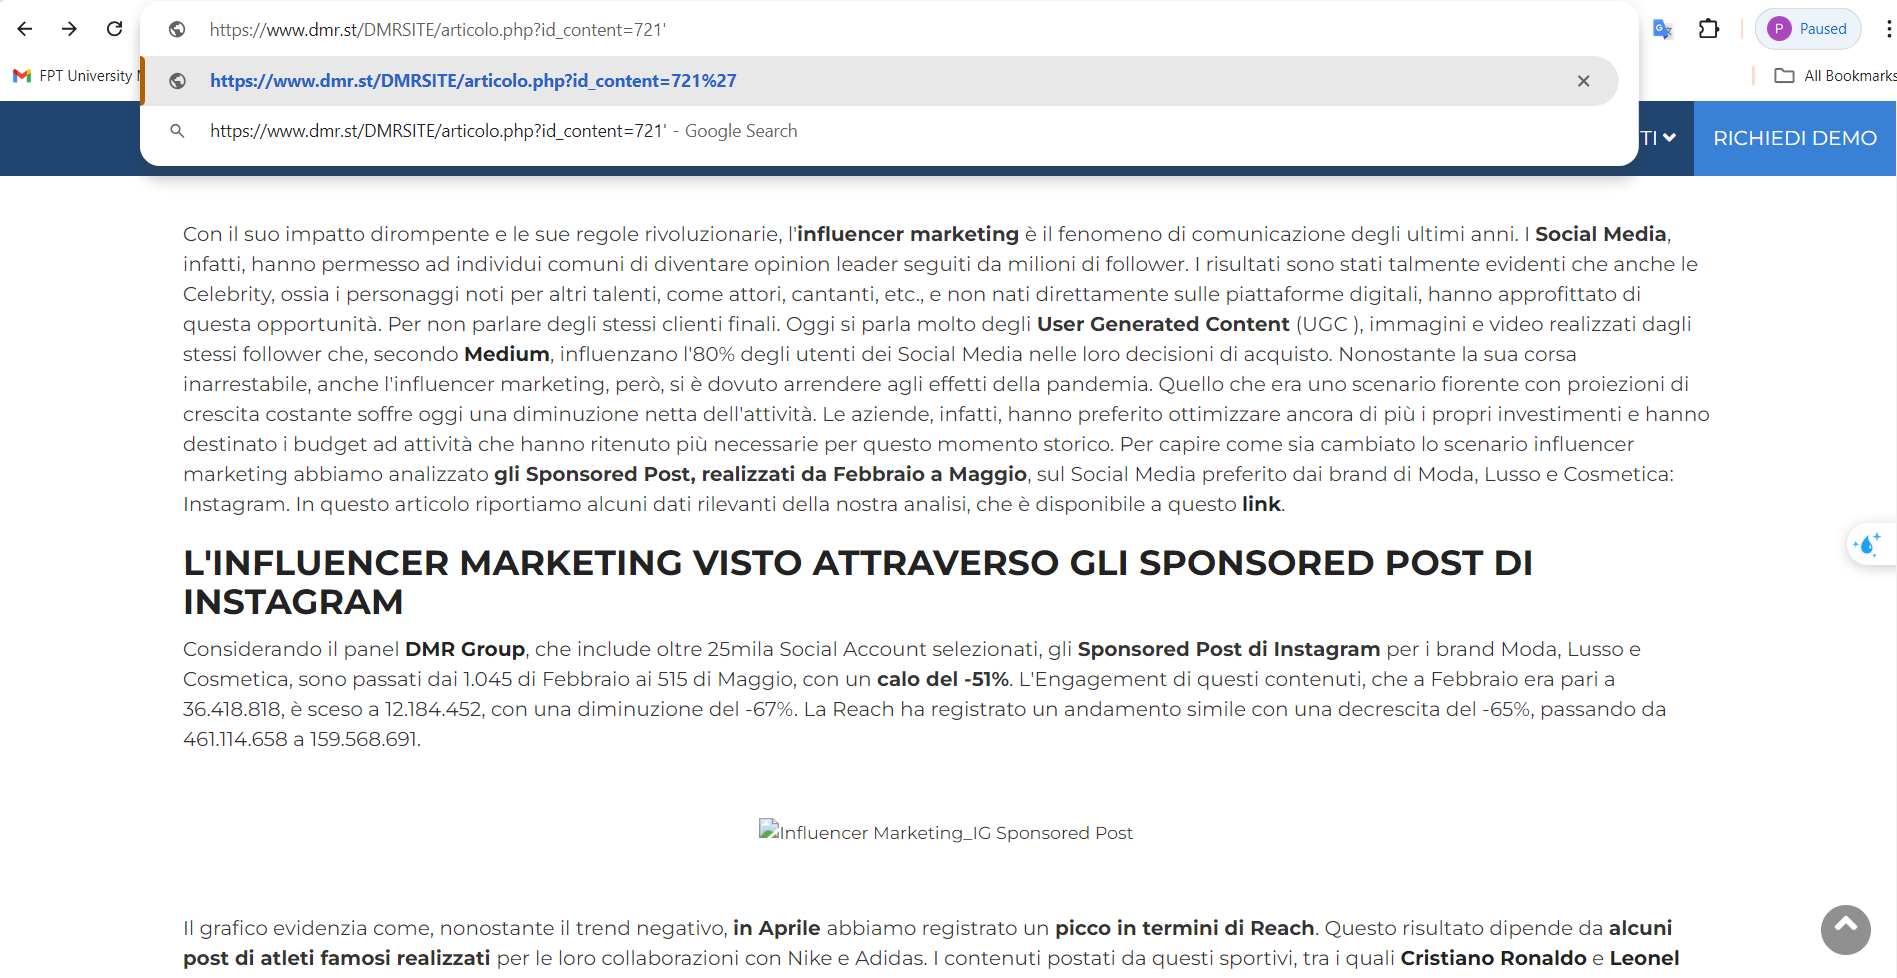 https://www.dmr.st/DMRSITE/articolo.php?id_content=721'
P Paused
FPT University
https://www.dmr.st/DMRSITE/articolo.php?id_content=721%27
All Bookmarks
https://www.dmr.st/DMRSITE/articolo.php?id_content=721' - Google Search
TI
RICHIEDI DEMO
Con il suo impatto dirompente e le sue regole rivoluzionarie, l'influencer marketing è il fenomeno di comunicazione degli ultimi anni. I Social Media,
infatti, hanno permesso ad individui comuni di diventare opinion leader seguiti da milioni di follower. I risultati sono stati talmente evidenti che anche le
Celebrity, ossia i personaggi noti per altri talenti, come attori, cantanti, etc., e non nati direttamente sulle piattaforme digitali, hanno approfittato di
questa opportunità. Per non parlare degli stessi clienti finali. Oggi si parla molto degli User Generated Content (UGC ), immagini e video realizzati dagli
stessi follower che, secondo Medium, influenzano l'80% degli utenti dei Social Media nelle loro decisioni di acquisto. Nonostante la sua corsa
inarrestabile, anche l'influencer marketing, però, si è dovuto arrendere agli effetti della pandemia. Quello che era uno scenario fiorente con proiezioni di
crescita costante soffre oggi una diminuzione netta dell'attività. Le aziende, infatti, hanno preferito ottimizzare ancora di più i propri investimenti e hanno
destinato i budget ad attività che hanno ritenuto più necessarie per questo momento storico. Per capire come sia cambiato lo scenario influencer
marketing abbiamo analizzato gli Sponsored Post, realizzati da Febbraio a Maggio, sul Social Media preferito dai brand di Moda, Lusso e Cosmetica:
Instagram. In questo articolo riportiamo alcuni dati rilevanti della nostra analisi, che è disponibile a questo link.
L'INFLUENCER MARKETING VISTO ATTRAVERSO GLI SPONSORED POST DI
INSTAGRAM
Considerando il panel DMR Group, che include oltre 25mila Social Account selezionati, gli Sponsored Post di Instagram per i brand Moda, Lusso e
Cosmetica, sono passati dai 1.045 di Febbraio ai 515 di Maggio, con un calo del -51%. L'Engagement di questi contenuti, che a Febbraio era pari a
36.418.818, è sceso a 12.184.452, con una diminuzione del -67%. La Reach ha registrato un andamento simile con una decrescita del -65%, passando da
461.114.658 a 159.568.691.
Influencer Marketing_IG Sponsored Post
Il grafico evidenzia come, nonostante il trend negativo, in Aprile abbiamo registrato un picco in termini di Reach. Questo risultato dipende da alcuni
post di atleti famosi realizzati per le loro collaborazioni con Nike e Adidas. I contenuti postati da questi sportivi, tra i quali Cristiano Ronaldo e Leonel